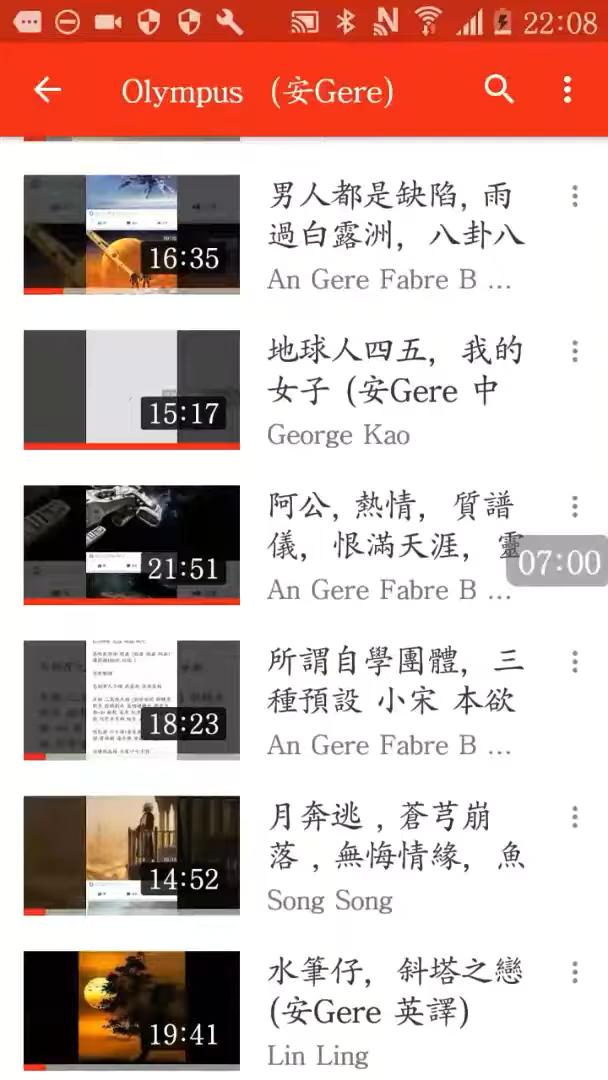 22:08
Olympus (安Gere)
16:35
男人都是缺陷, 雨
過白露洲, 八卦八
An Gere Fabre B ...
15:17
地球人四五, 我的
女子 (安Gere 中
George Kao
21:51
阿公, 熱情, 質譜
儀, 恨滿天涯, 靈
07:00
An Gere Fabre B ...
18:23
所謂自學團體, 三
種預設 小宋 本欲
An Gere Fabre B ...
14:52
月奔逃 , 蒼芎崩
落 , 無悔情緣, 魚
Song Song
19:41
水筆仔, 斜塔之戀
(安Gere 英譯)
Lin Ling